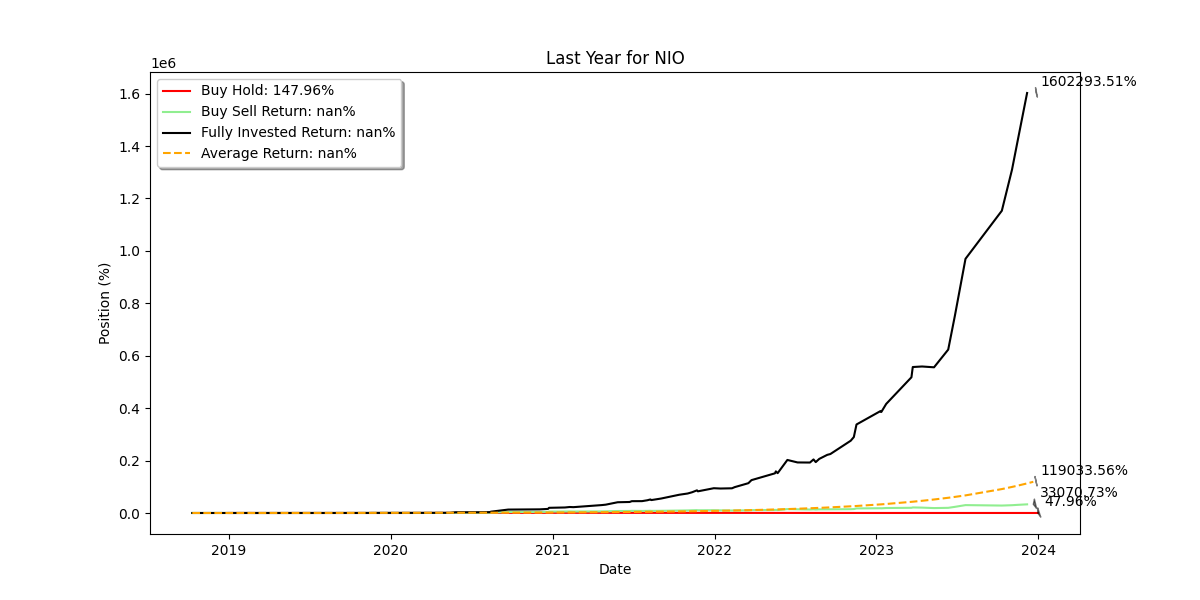 Last Year for NIO
1e6
Buy Hold: 147.96%
Buy Sell Return: nan%
Fully Invested Return: nan%
Average Return: nan%
1602293.51%
119033.56%
33070.73%
47.96%
Position (%)
1.6
1.4
1.2
1.0
0.8
0.6
0.4
0.2
0.0
2019
2020
2021
2022
2023
2024
Date